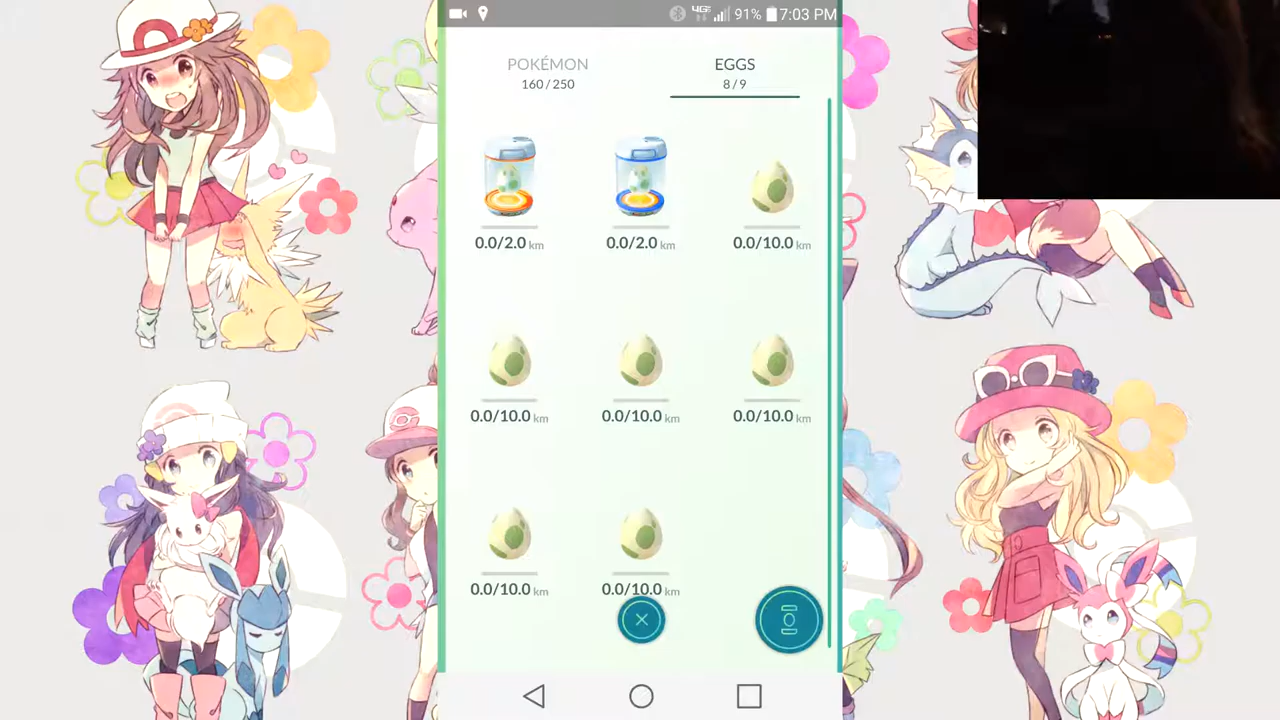 4G LTE 91% 7:03 PM
POKÉMON EGGS
160/250 8/9
0.0/2.0 km 0.0/2.0 km 0.0/10.0 km
0.0/10.0 km 0.0/10.0 km 0.0/10.0 km
0.0/10.0 km 0.0/10.0 km